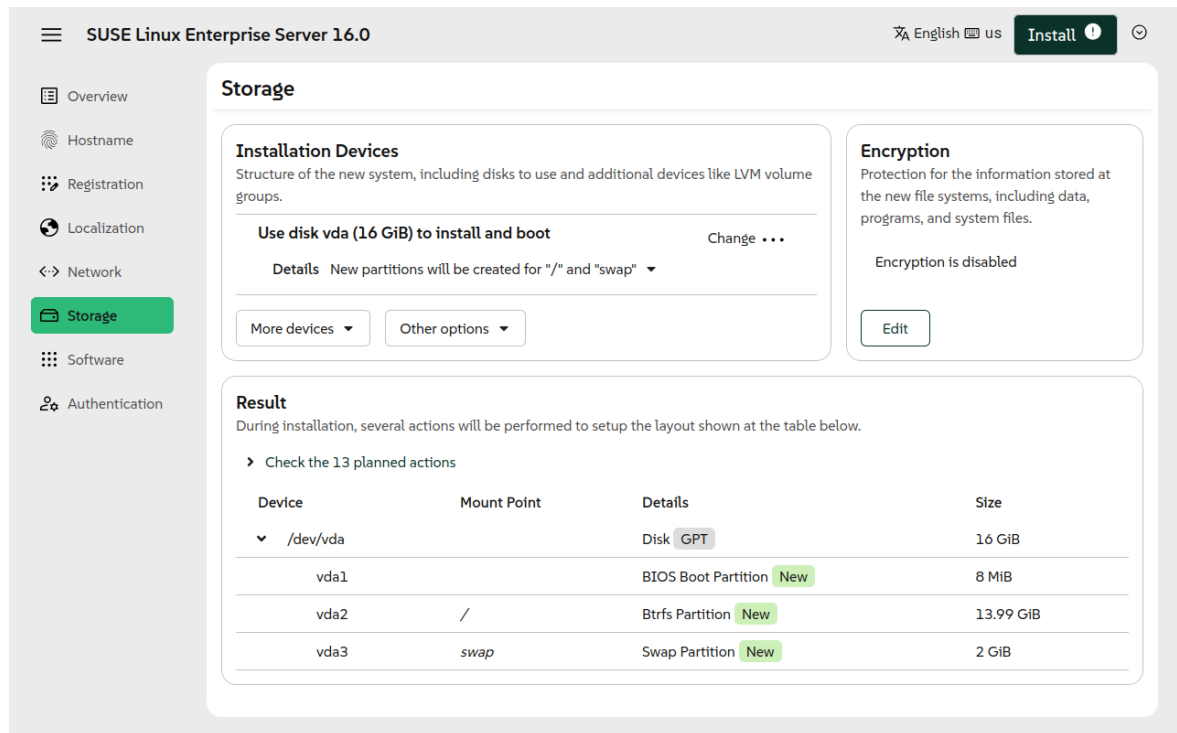 SUSE Linux Enterprise Server 16.0
English us
Install
Overview
Hostname
Registration
Localization
Network
Storage
Software
Authentication
Storage
Installation Devices
Structure of the new system, including disks to use and additional devices like LVM volume
groups.
Use disk vda (16 GiB) to install and boot
Change
Details New partitions will be created for "/" and "swap"
More devices Other options
Encryption
Protection for the information stored at
the new file systems, including data,
programs, and system files.
Encryption is disabled
Edit
Result
During installation, several actions will be performed to setup the layout shown at the table below.
Check the 13 planned actions
Device Mount Point Details Size
/dev/vda Disk GPT 16 GiB
vda1 BIOS Boot Partition New 8 MiB
vda2 / Btrfs Partition New 13.99 GiB
vda3 swap Swap Partition New 2 GiB